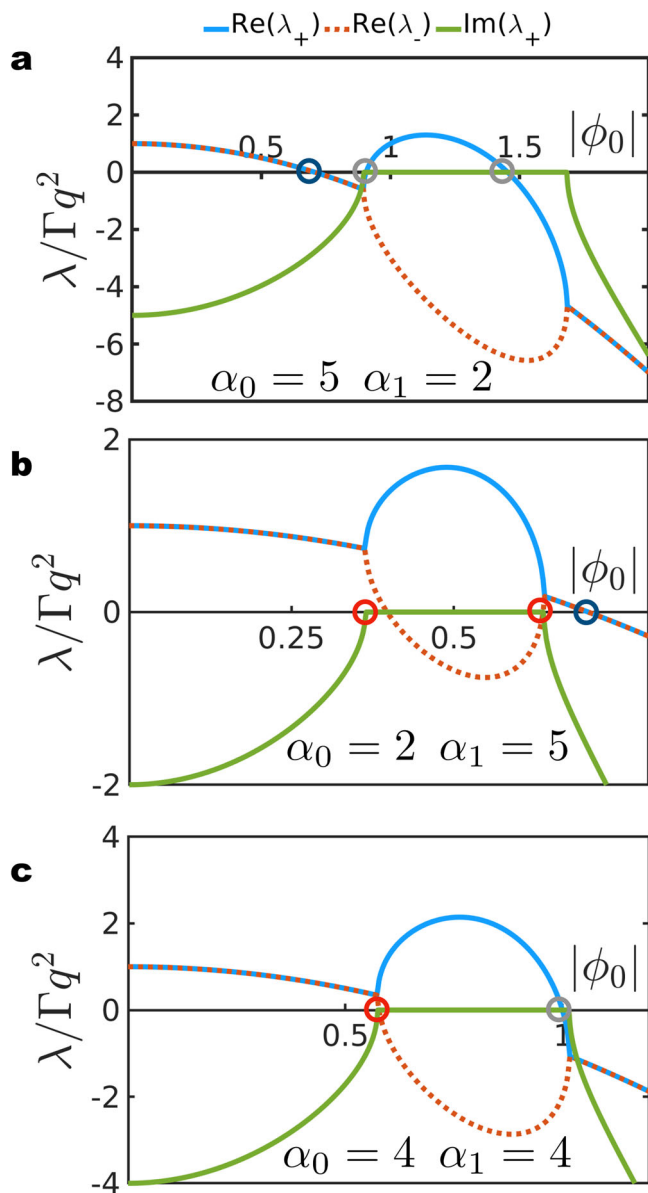 Re(λ₊) Re(λ₋) Im(λ₊)
a
4
2
0
-2
-4
-6
-8
0.5 1 1.5
|ϕ₀|
λ/Γq²
α₀ = 5 α₁ = 2
b
2
0
-2
0.25 0.5
|ϕ₀|
λ/Γq²
α₀ = 2 α₁ = 5
c
4
2
0
-2
-4
0.5 1
|ϕ₀|
λ/Γq²
α₀ = 4 α₁ = 4